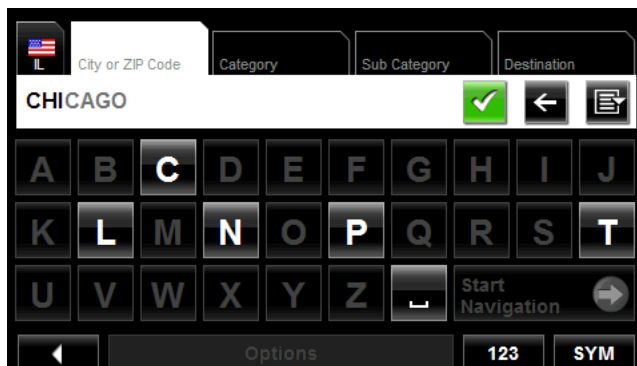 IL City or ZIP Code Category Sub Category Destination
CHICAGO
A B C D E F G H I J
K L M N O P Q R S T
U V W X Y Z Start
Navigation
Options 123 SYM